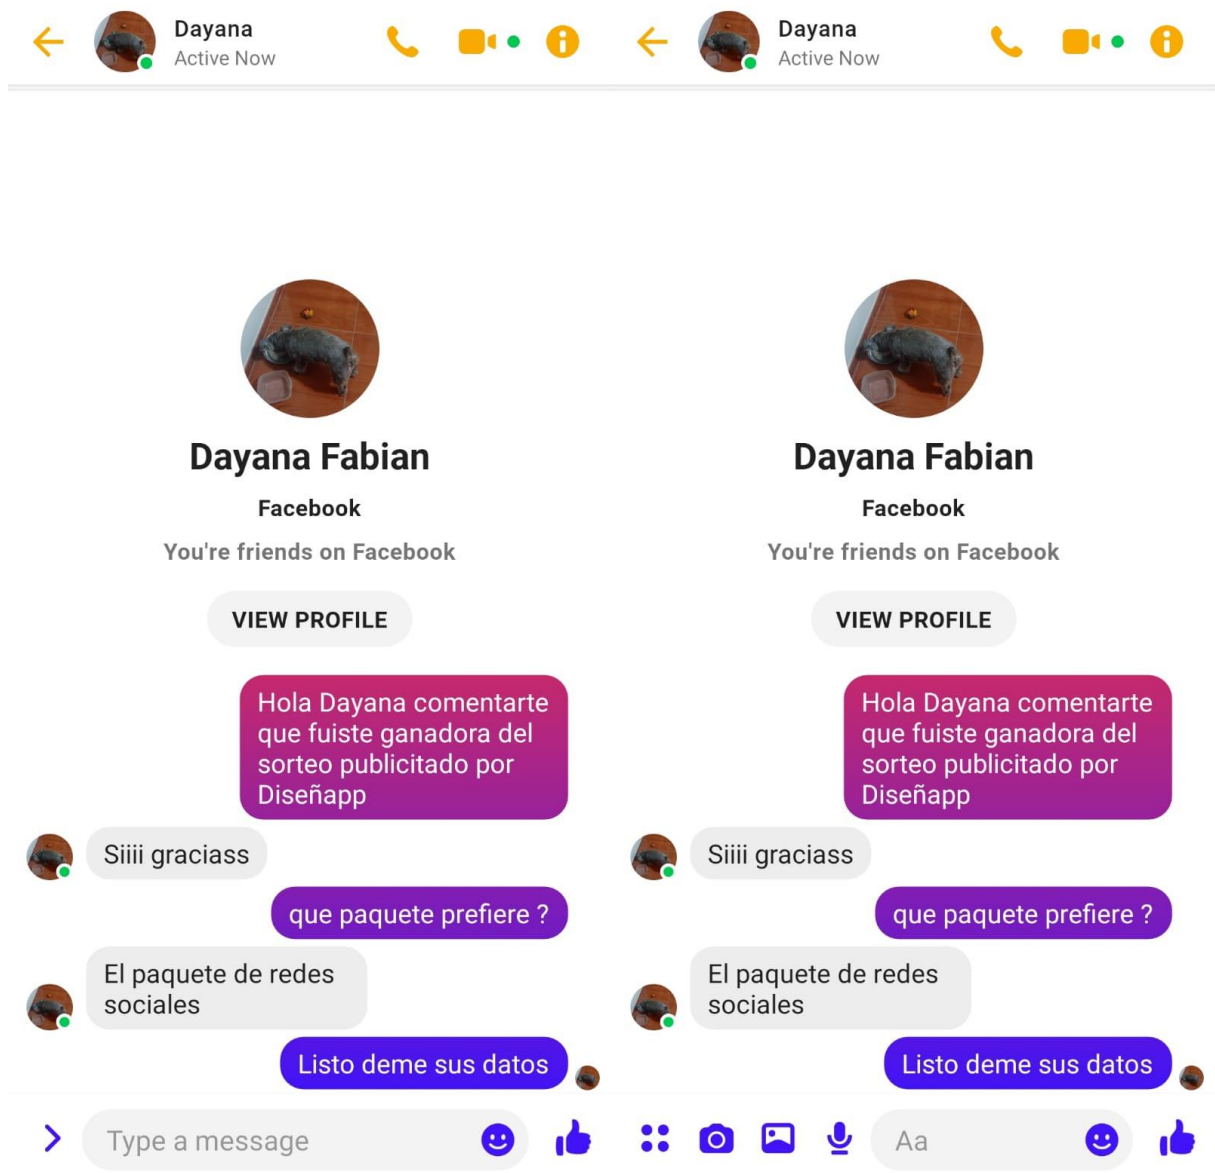 Dayana
Active Now
Dayana Fabian
Facebook
You're friends on Facebook
VIEW PROFILE
Hola Dayana comentarte
que fuiste ganadora del
sorteo publicitado por
Diseñapp
Siiii graciass
que paquete prefiere ?
El paquete de redes
sociales
Listo deme sus datos
Type a message
Dayana
Active Now
Dayana Fabian
Facebook
You're friends on Facebook
VIEW PROFILE
Hola Dayana comentarte
que fuiste ganadora del
sorteo publicitado por
Diseñapp
Siiii graciass
que paquete prefiere ?
El paquete de redes
sociales
Listo deme sus datos
Aa